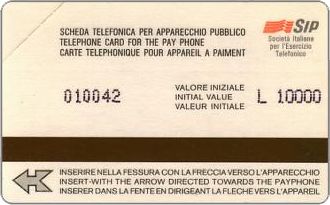 SCHEDA TELEFONICA PER APPARECCHIO PUBBLICO
TELEPHONE CARD FOR THE PAY PHONE
CARTE TELEPHONIQUE POUR APPAREIL A PAIMENT
SIP
Società Italiana
per l'Esercizio
Telefonico
VALORE INIZIALE
010042 INITIAL VALUE L 10000
VALEUR INITIALE
INSERIRE NELLA FESSURA CON LA FRECCIA VERSO L'APPARECCHIO
INSERT-WITH THE ARROW DIRECTED TOWARDS THE PAYPHONE
INSERER DANS LA FENTE EN DIRIGEANT LA FLECHE VERS L'APPAREIL